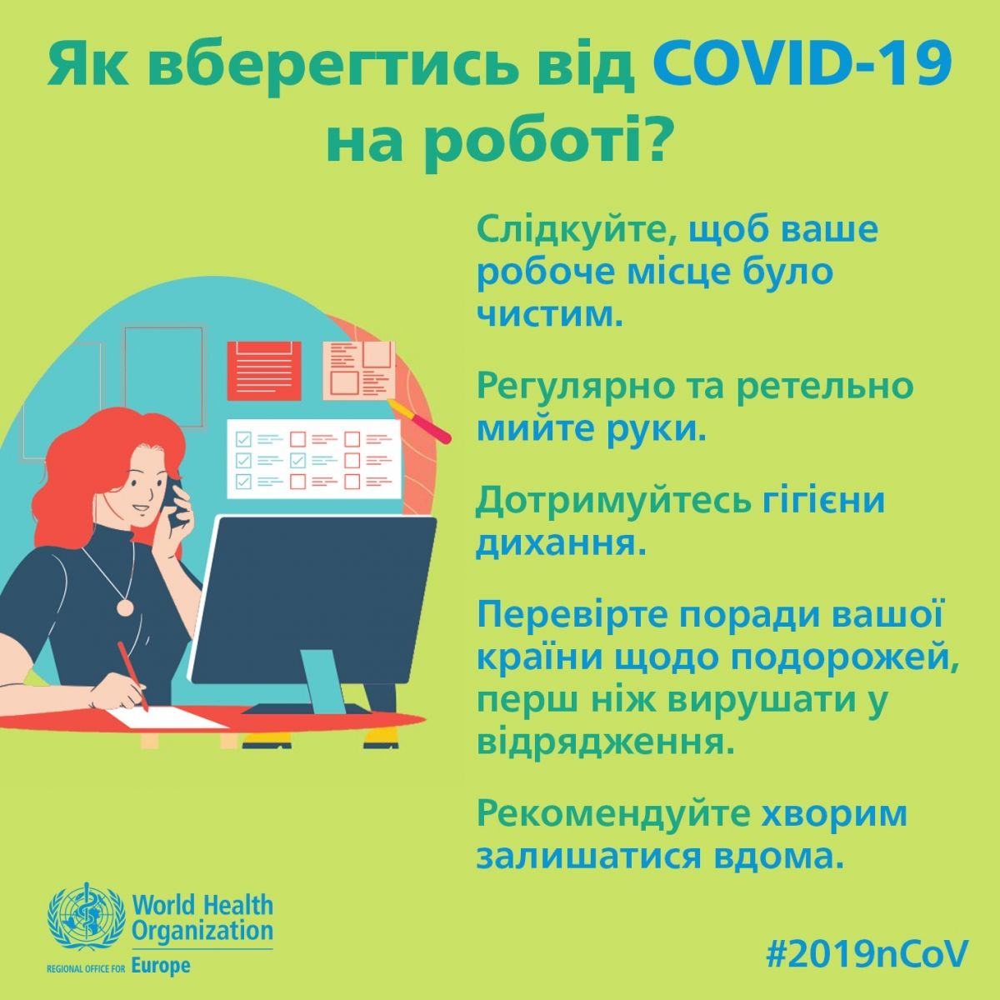 Як вберегтись від COVID-19
на роботі?
Слідкуйте, щоб ваше
робоче місце було
чистим.
Регулярно та ретельно
мийте руки.
Дотримуйтесь гігієни
дихання.
Перевірте поради вашої
країни щодо подорожей,
перш ніж вирушати у
відрядження.
Рекомендуйте хворим
залишатися вдома.
World Health
Organization
REGIONAL OFFICE FOR Europe
#2019nCoV